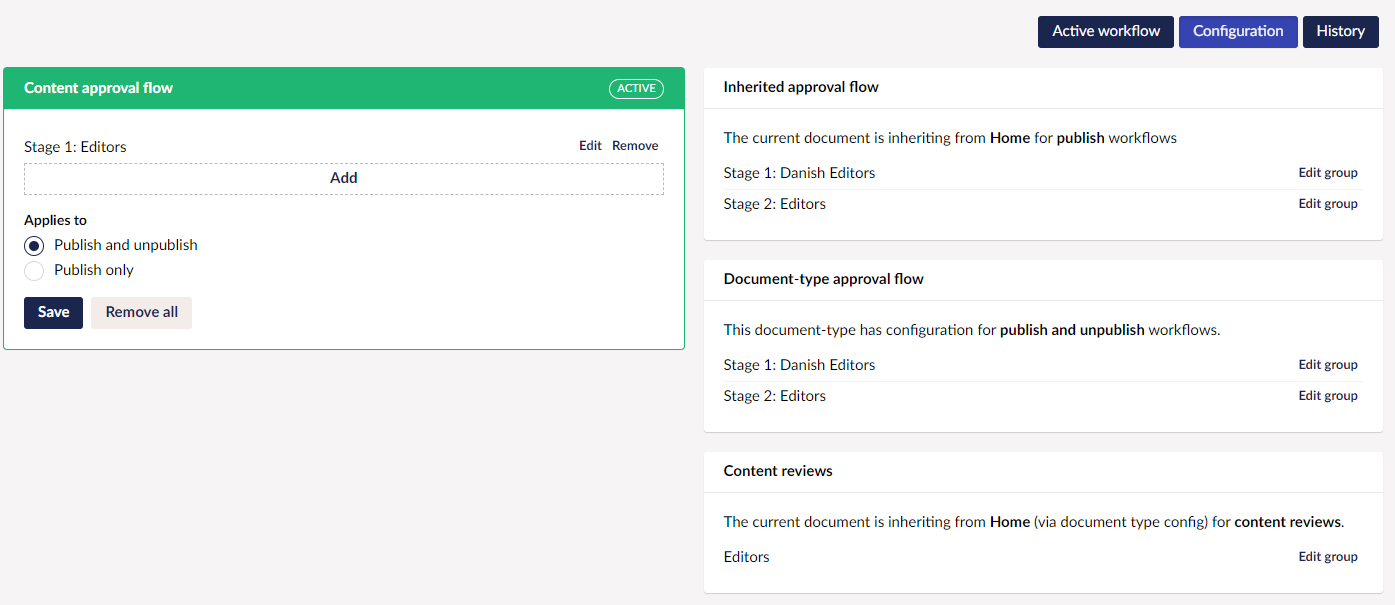 Active workflow Configuration History
Content approval flow ACTIVE
Stage 1: Editors Edit Remove
Add
Applies to
Publish and unpublish
Publish only
Save Remove all
Inherited approval flow
The current document is inheriting from Home for publish workflows
Stage 1: Danish Editors Edit group
Stage 2: Editors Edit group
Document-type approval flow
This document-type has configuration for publish and unpublish workflows.
Stage 1: Danish Editors Edit group
Stage 2: Editors Edit group
Content reviews
The current document is inheriting from Home (via document type config) for content reviews.
Editors Edit group